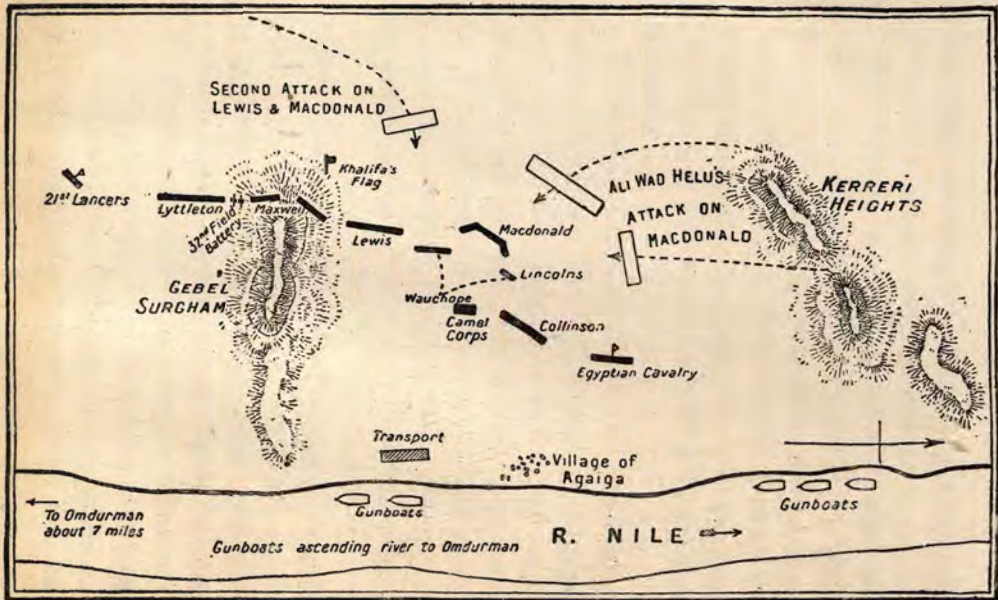 SECOND ATTACK ON
LEWIS & MACDONALD
Khalifa's
Flag
21st Lancers
Lyttleton
32nd Field
Battery
Maxwell
Lewis
Macdonald
ALI WAD HELU'S
ATTACK ON
MACDONALD
KERRERI
HEIGHTS
GEBEL
SURGHAM
Lincolns
Wauchope
Camel
Corps
Collinson
Egyptian Cavalry
Transport
Village of
Agaiga
Gunboats
Gunboats
To Omdurman
about 7 miles
Gunboats ascending river to Omdurman
R. NILE